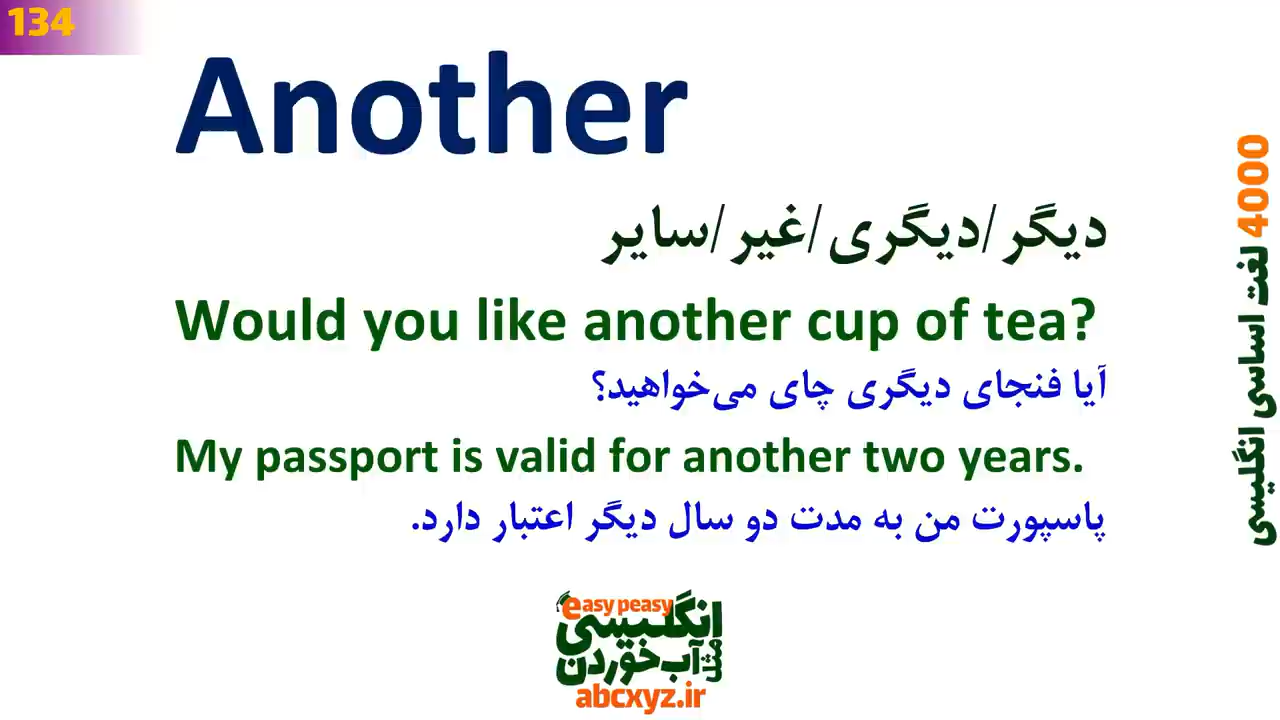 134
Another
دیگر/دیگری/غیر/سایر
Would you like another cup of tea?
آیا فنجای دیگری چای می‌خواهید؟
My passport is valid for another two years.
پاسپورت من به مدت دو سال دیگر اعتبار دارد.
4000 لغت اساسی انگلیسی
easy peasy
انگلیسی
مثل آب خوردن
abcxyz.ir